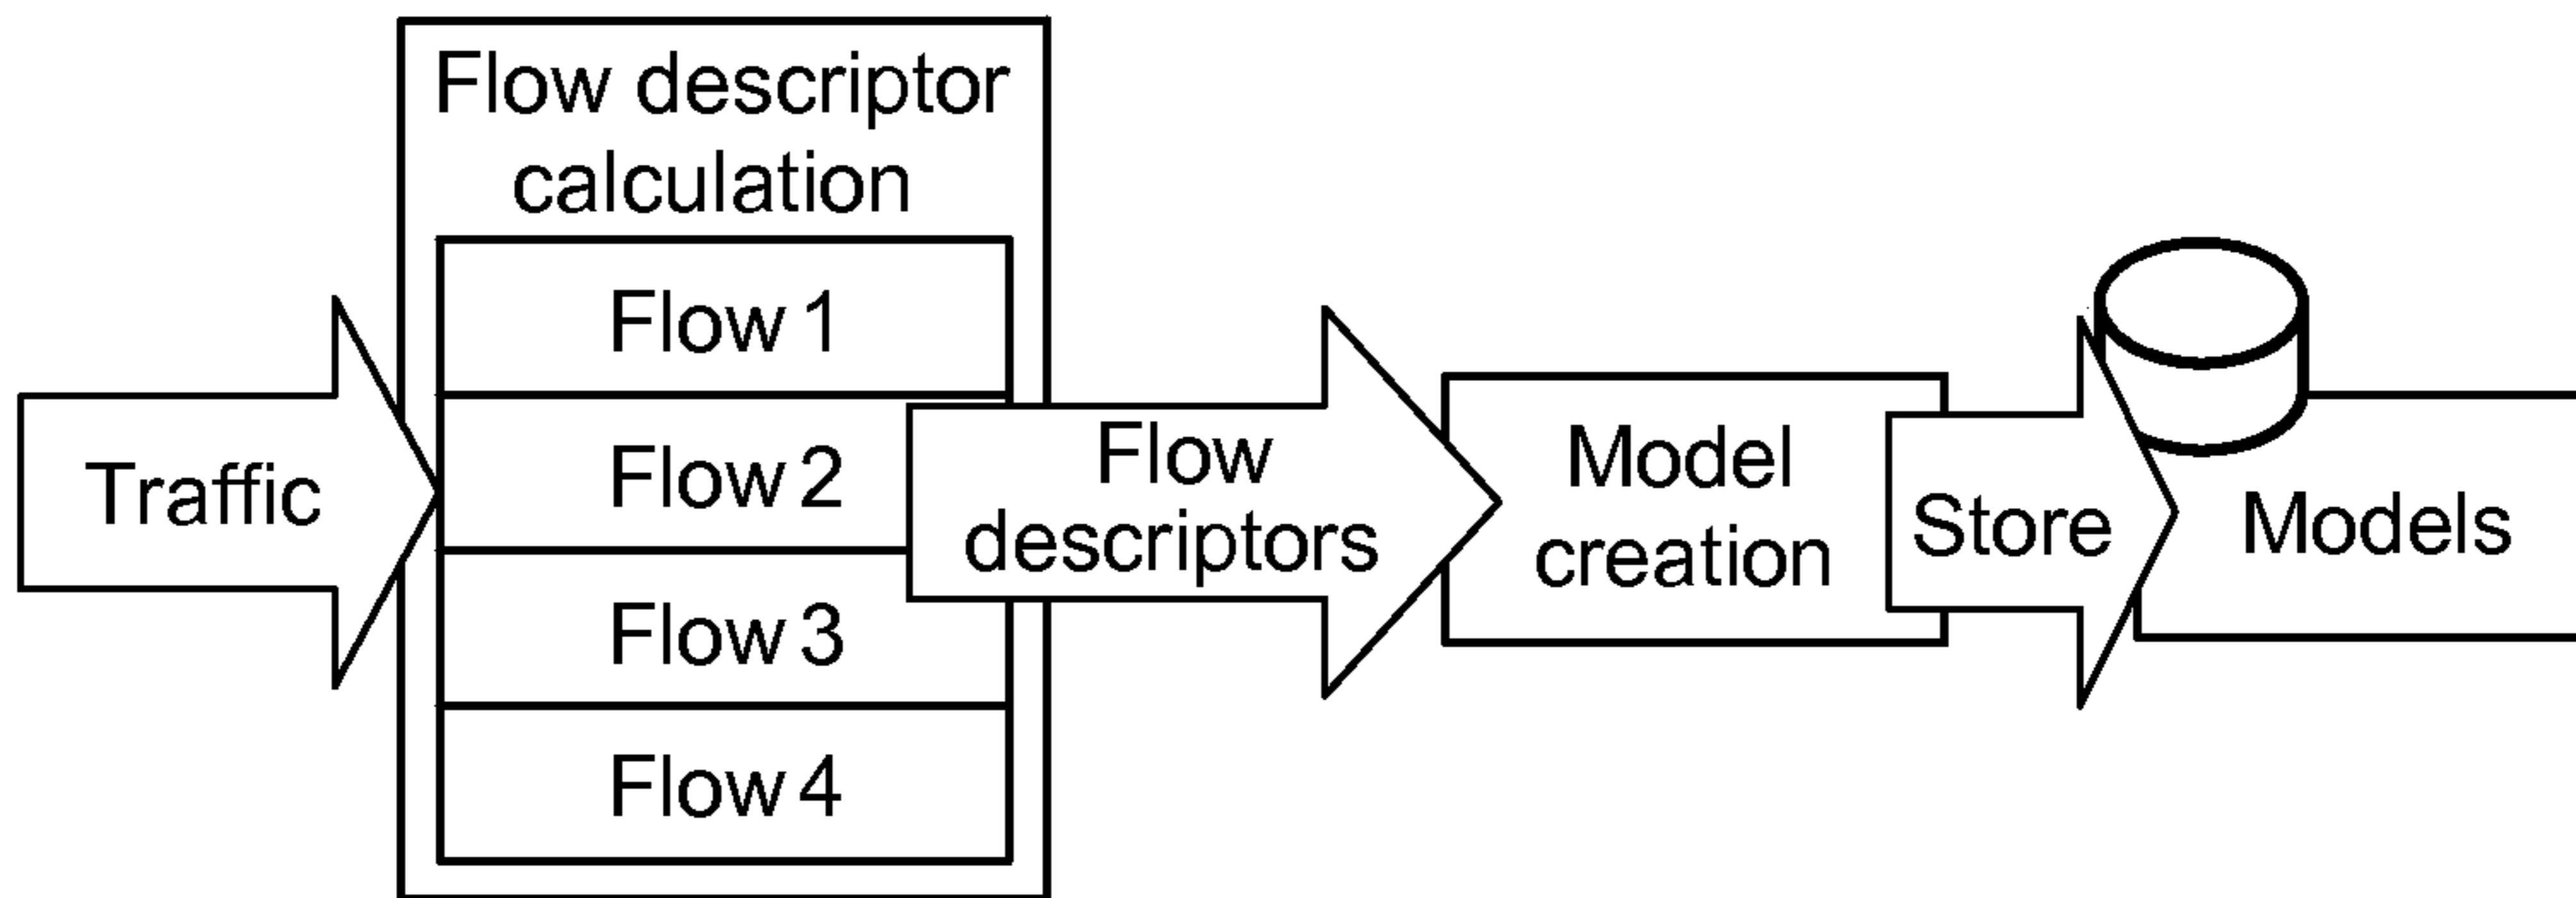 Flow descriptor
calculation
Traffic
Flow 1
Flow 2
Flow 3
Flow 4
Flow
descriptors
Model
creation
Store
Models